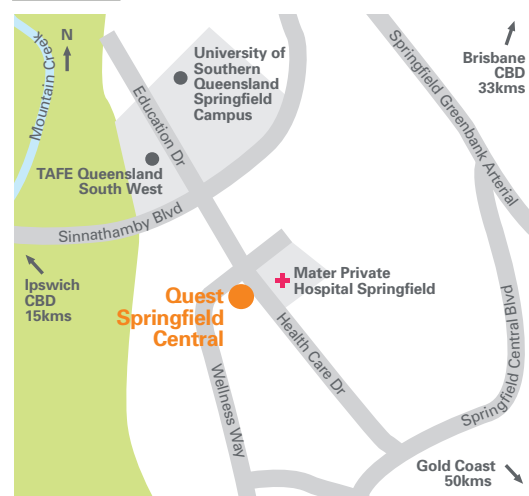 N
Mountain Creek
University of
Southern
Queensland
Springfield
Campus
Education Dr
TAFE Queensland
South West
Sinnathamby Blvd
Springfield Greenbank Arterial
Brisbane
CBD
33kms
Ipswich
CBD
15kms
Quest
Springfield
Central
Mater Private
Hospital Springfield
Health Care Dr
Wellness Way
Springfield Central Blvd
Gold Coast
50kms